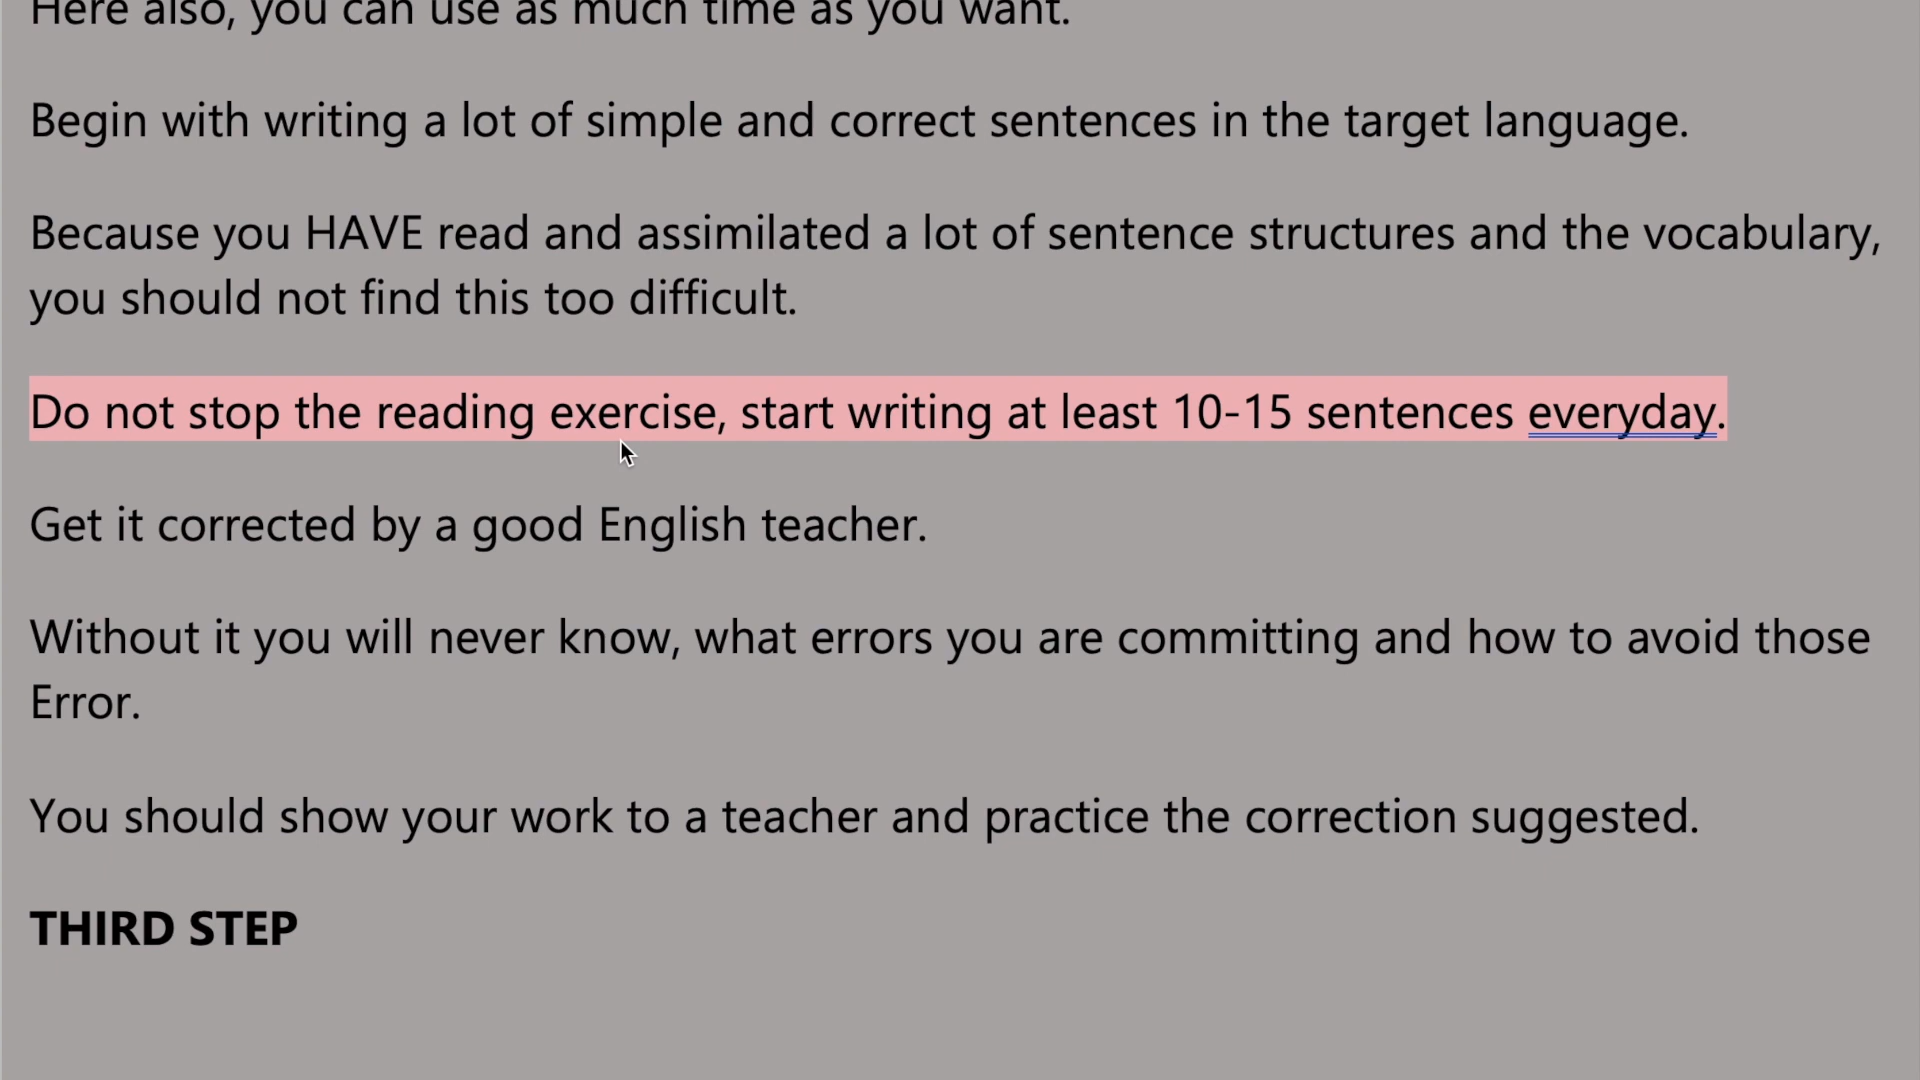 Here also, you can use as much time as you want.
Begin with writing a lot of simple and correct sentences in the target language.
Because you HAVE read and assimilated a lot of sentence structures and the vocabulary,
you should not find this too difficult.
Do not stop the reading exercise, start writing at least 10-15 sentences everyday.
Get it corrected by a good English teacher.
Without it you will never know, what errors you are committing and how to avoid those
Error.
You should show your work to a teacher and practice the correction suggested.
THIRD STEP